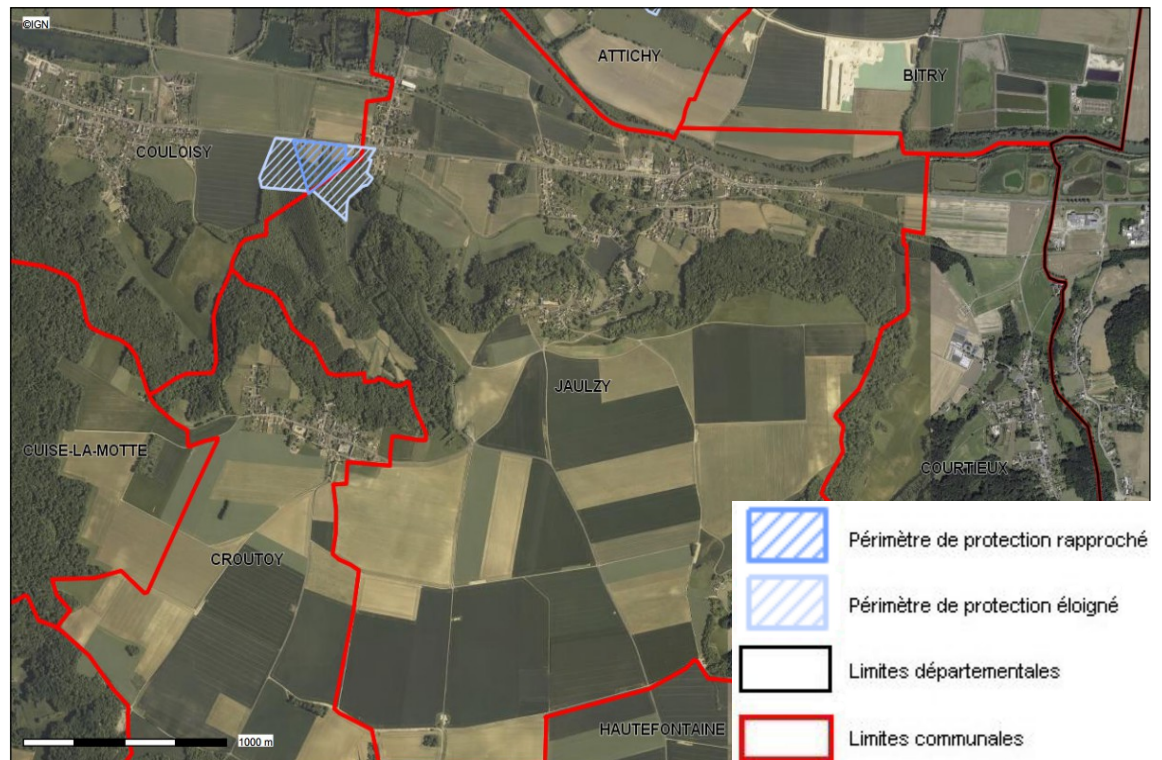 ©IGN
ATTICHY
BITRY
COULOISY
JAULZY
CUISE-LA-MOTTE
COURTIEUX
CROUTOY
HAUTEFONTAINE
1000 m
Périmètre de protection rapproché
Périmètre de protection éloigné
Limites départementales
Limites communales